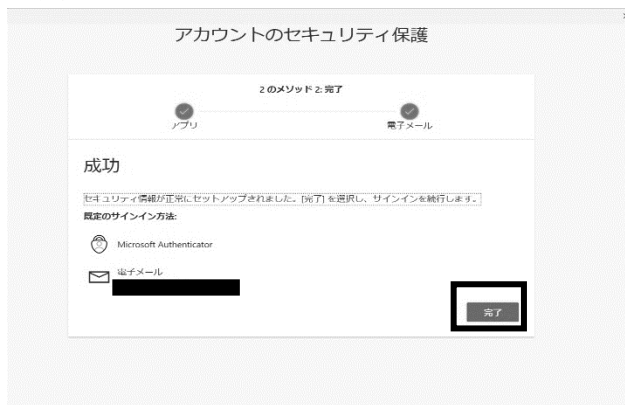 アカウントのセキュリティ保護
2 のメソッド 2: 完了
アプリ
電子メール
成功
セキュリティ情報が正常にセットアップされました。[完了] を選択し、サインインを続行します。
既定のサインイン方法:
Microsoft Authenticator
電子メール
完了